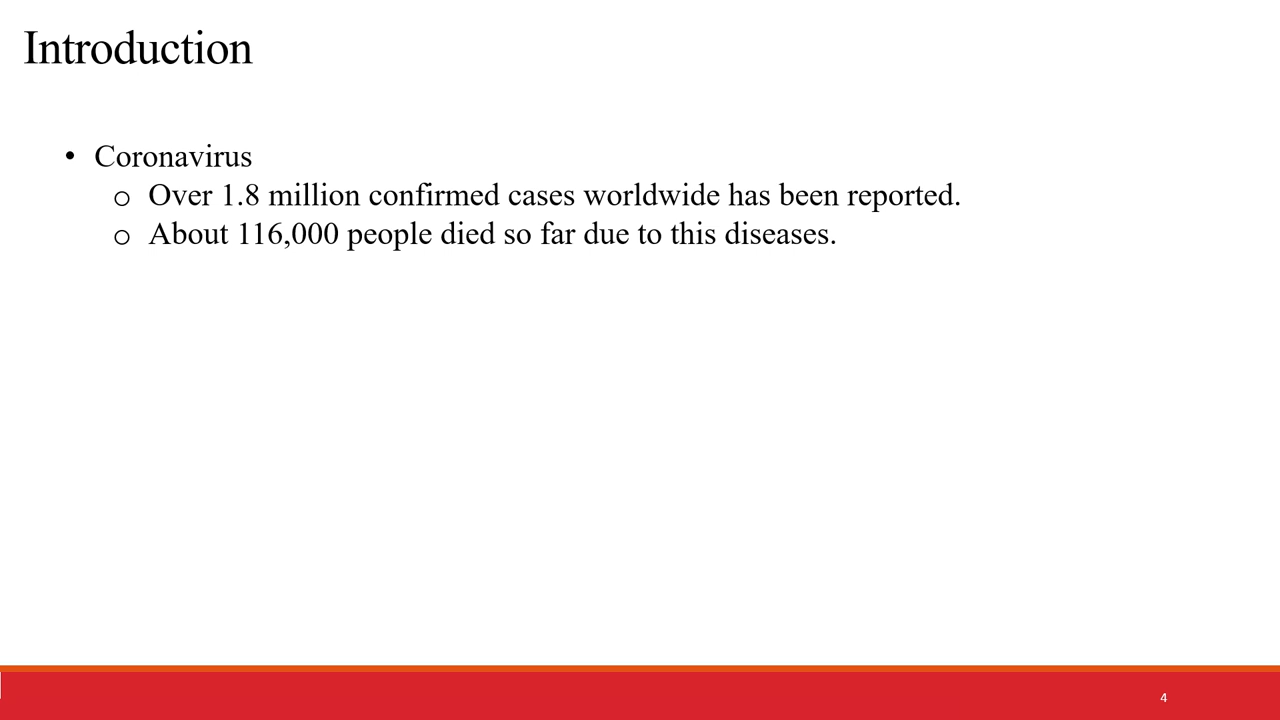 Introduction
• Coronavirus
o Over 1.8 million confirmed cases worldwide has been reported.
o About 116,000 people died so far due to this diseases.
4